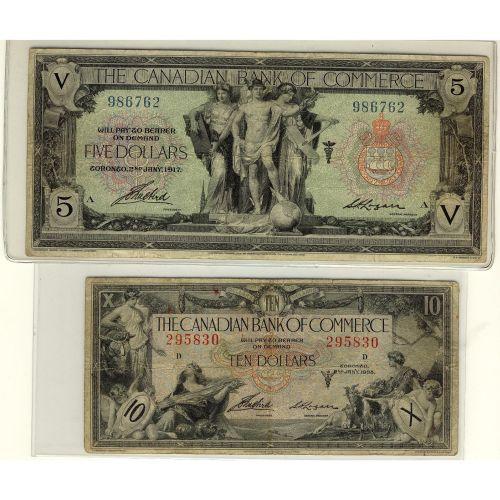 V THE CANADIAN BANK OF COMMERCE 5
986762 986762
WILL PAY TO BEARER
ON DEMAND
FIVE DOLLARS
TORONTO, 2ND JANY. 1917.
5 A A V
X TEN 10
THE CANADIAN BANK OF COMMERCE
WILL PAY TO BEARER
ON DEMAND
295830 295830
D D
TEN DOLLARS
TORONTO,
10 X